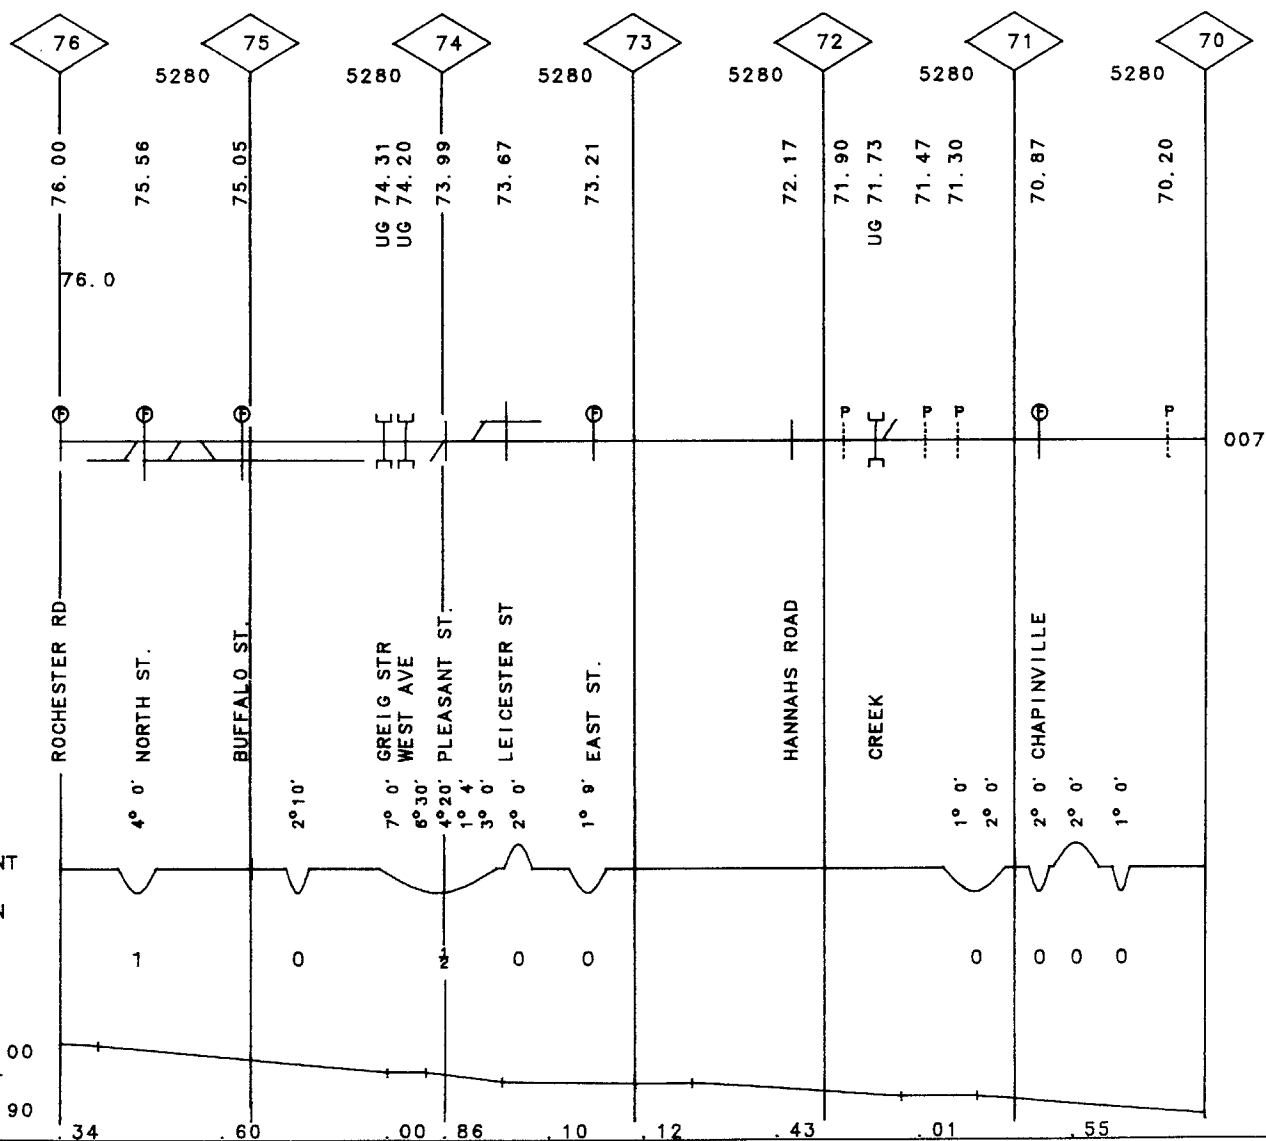 76 75 74 73 72 71 70
5280 5280 5280 5280 5280 5280
76.00
75.56
75.05
UG 74.31
UG 74.20
73.99
73.67
73.21
72.17
71.90
UG 71.73
71.47
71.30
70.87
70.20
76.0
F F F F P P P F P
007
ROCHESTER RD
NORTH ST.
BUFFALO ST.
GREIG STR
WEST AVE
PLEASANT ST.
LEICESTER ST
EAST ST.
HANNAHS ROAD
CREEK
CHAPINVILLE
4° 0'
2°10'
7° 0'
6°30'
4°20'
1° 4'
3° 0'
2° 0'
1° 9'
1° 0'
2° 0'
2° 0'
2° 0'
1° 0'
NT
N
1 0 ½ 0 0 0 0 0 0
00
90
.34 .60 .00 .86 .10 .12 .43 .01 .55